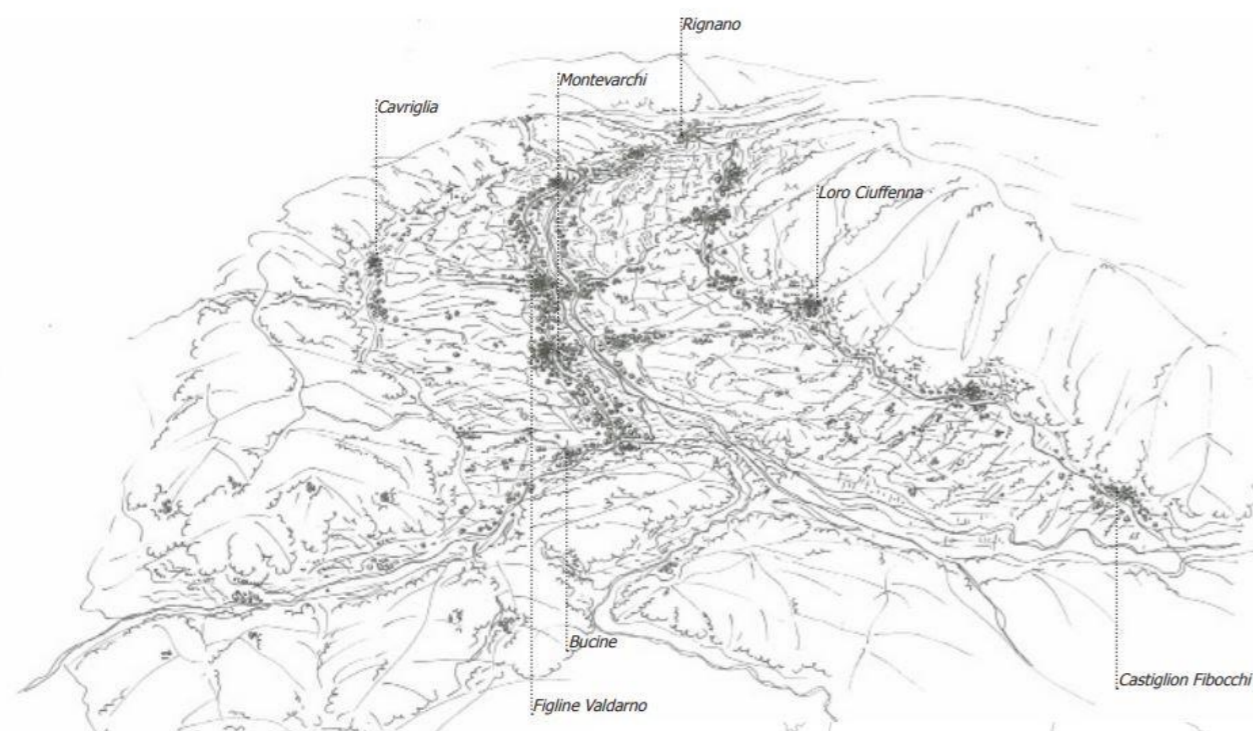 Rignano
Montevarchi
Cavriglia
Loro Ciuffenna
Bucine
Castiglion Fibocchi
Figline Valdarno